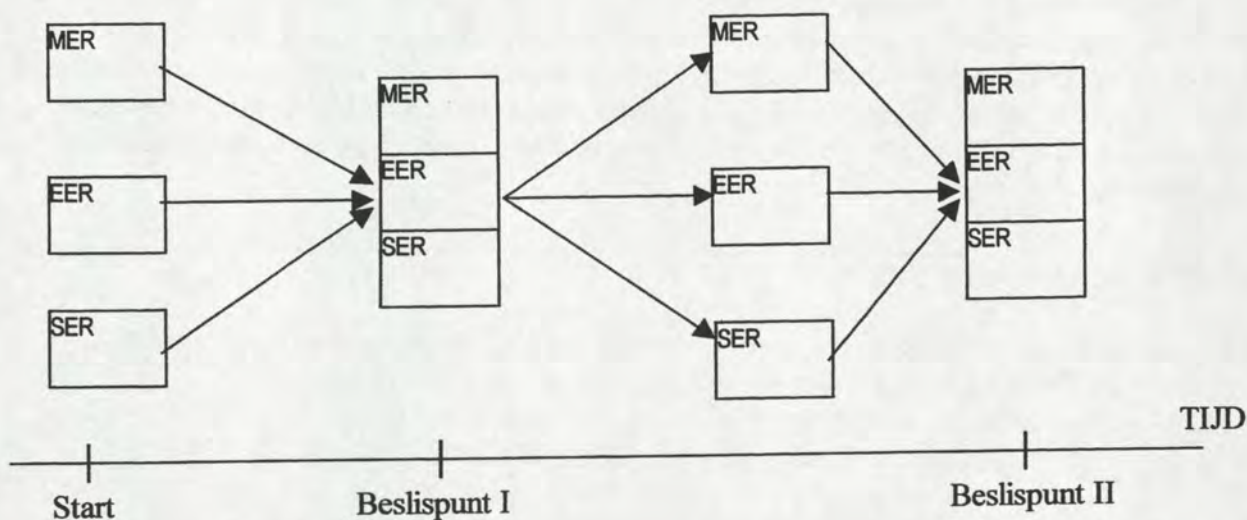 MER
EER
SER
MER
EER
SER
MER
EER
SER
MER
EER
SER
TIJD
Start
Beslispunt I
Beslispunt II